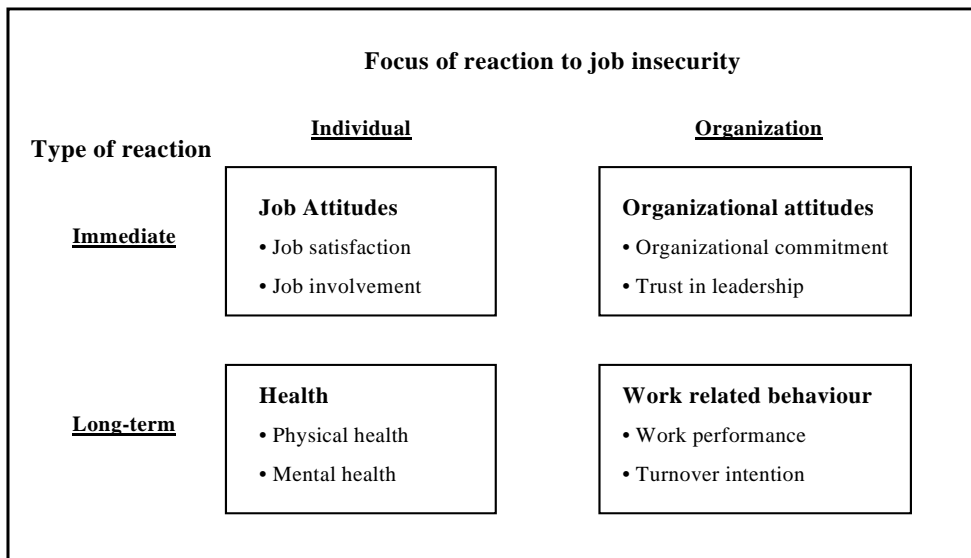 Focus of reaction to job insecurity
Individual
Organization
Type of reaction
Immediate
Job Attitudes
• Job satisfaction
• Job involvement
Organizational attitudes
• Organizational commitment
• Trust in leadership
Long-term
Health
• Physical health
• Mental health
Work related behaviour
• Work performance
• Turnover intention